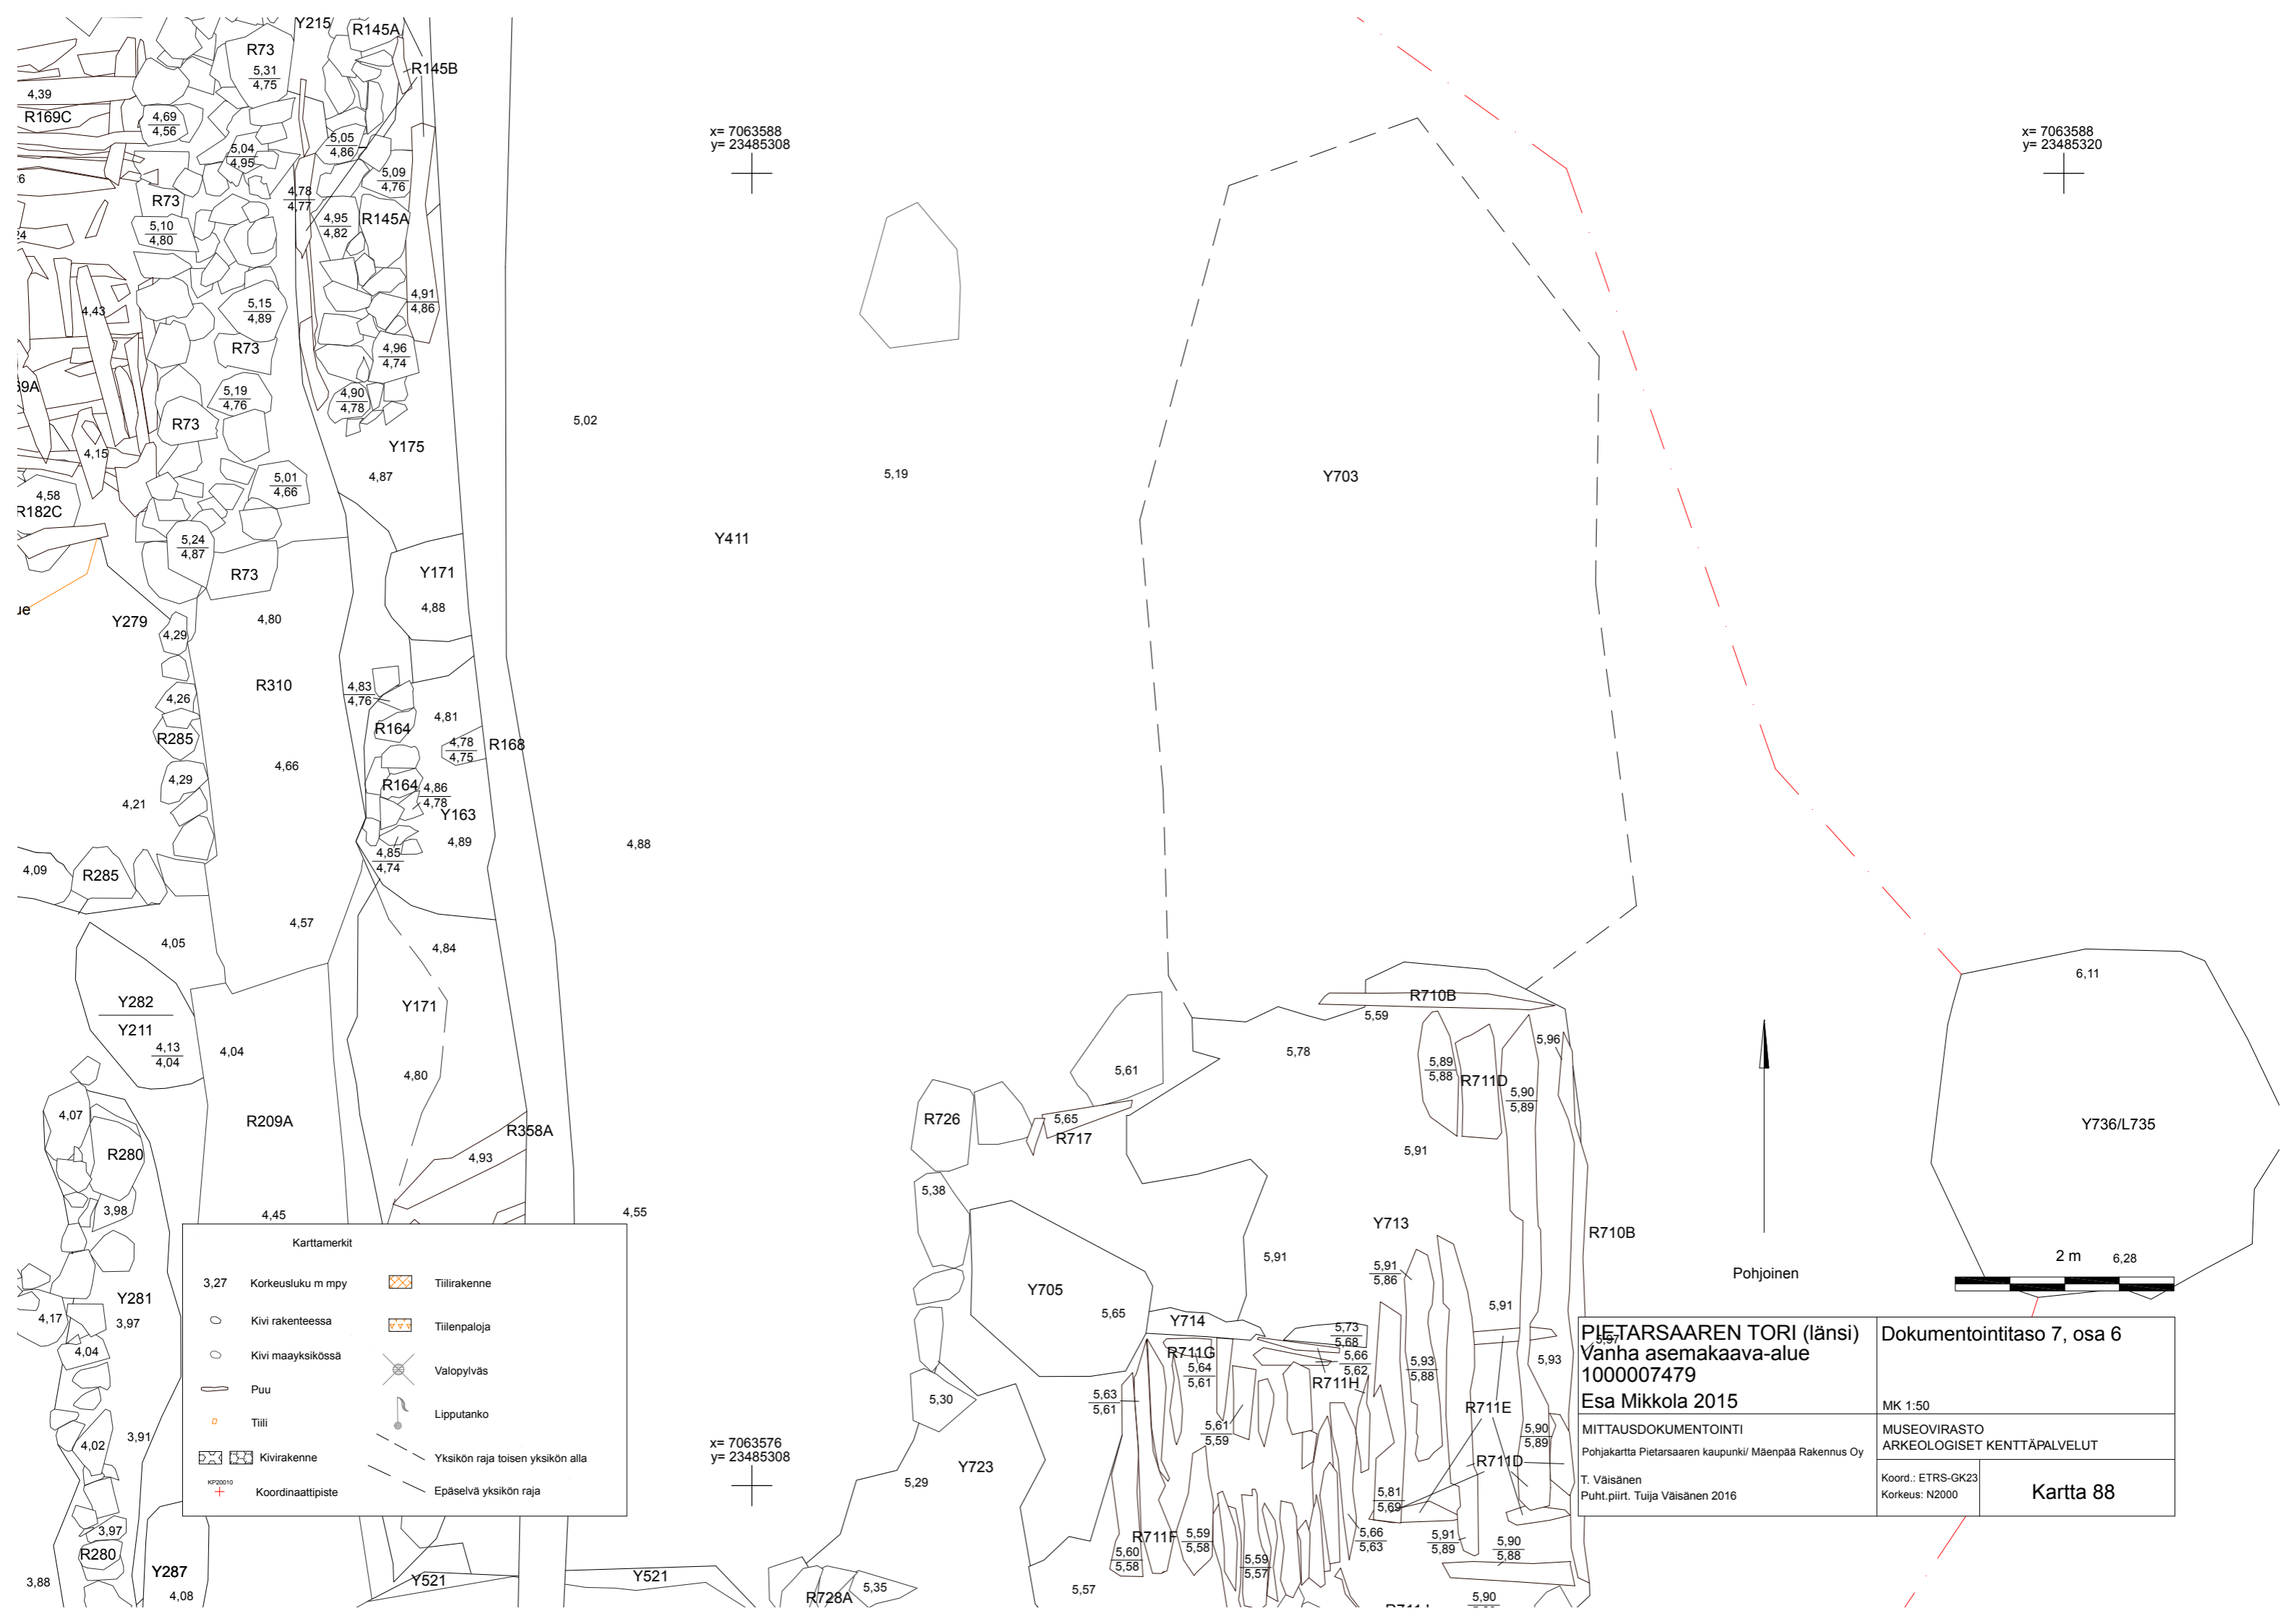 Y215
R145A
R73
5,31
4,75
R145B
4,39
R169C
4,69
4,56
5,04
4,95
5,05
4,86
5,09
4,76
4,78
4,77
R73
5,10
4,80
4,95
4,82
R145A
x= 7063588
y= 23485308
x= 7063588
y= 23485320
4,43
5,15
4,89
R73
4,91
4,86
4,96
4,74
5,19
4,76
4,90
4,78
R73
4,15
Y175
4,87
5,02
5,19
Y703
5,01
4,66
4,58
R182C
5,24
4,87
R73
Y411
Y171
4,88
Y279
4,29
4,80
4,26
R285
R310
4,83
4,76
R164
4,81
4,78
4,75
R168
4,66
4,29
4,21
R164
4,86
4,78
Y163
4,89
4,85
4,74
4,88
4,09
R285
4,57
4,05
4,84
Y282
Y211
4,13
4,04
4,04
Y171
4,80
R209A
4,07
R280
3,98
R358A
4,93
4,45
4,55
Y281
3,97
4,17
4,04
4,02
3,91
3,97
R280
3,88
Y287
4,08
Y521
Y521
R710B
5,59
5,78
5,61
5,89
5,88
R711D
5,96
5,90
5,89
R726
5,65
R717
5,91
5,38
Y713
5,91
R710B
Y705
5,65
5,91
5,86
5,91
Y714
5,73
5,68
R711G
5,64
5,61
5,66
5,62
R711H
5,93
5,88
5,93
5,97
5,63
5,61
5,61
5,59
R711E
5,30
5,90
5,89
R711D
5,29
Y723
5,81
5,69
R711F
5,59
5,58
5,66
5,63
5,91
5,89
5,90
5,88
5,60
5,58
5,59
5,57
5,57
R728A
5,35
5,90
x= 7063576
y= 23485308
6,11
Y736/L735
6,28
2 m
Pohjoinen
Karttamerkit
3,27 Korkeusluku m mpy
Kivi rakenteessa
Kivi maayksikössä
Puu
Tiili
Kivirakenne
KP20010
Koordinaattipiste
Tiilirakenne
Tiilenpaloja
Valopylväs
Lipputanko
Yksikön raja toisen yksikön alla
Epäselvä yksikön raja
PIETARSAAREN TORI (länsi)
Vanha asemakaava-alue
1000007479
Esa Mikkola 2015
Dokumentointitaso 7, osa 6
MK 1:50
MITTAUSDOKUMENTOINTI
Pohjakartta Pietarsaaren kaupunki/ Mäenpää Rakennus Oy
T. Väisänen
Puht.piirt. Tuija Väisänen 2016
MUSEOVIRASTO
ARKEOLOGISET KENTTÄPALVELUT
Koord.: ETRS-GK23
Korkeus: N2000
Kartta 88